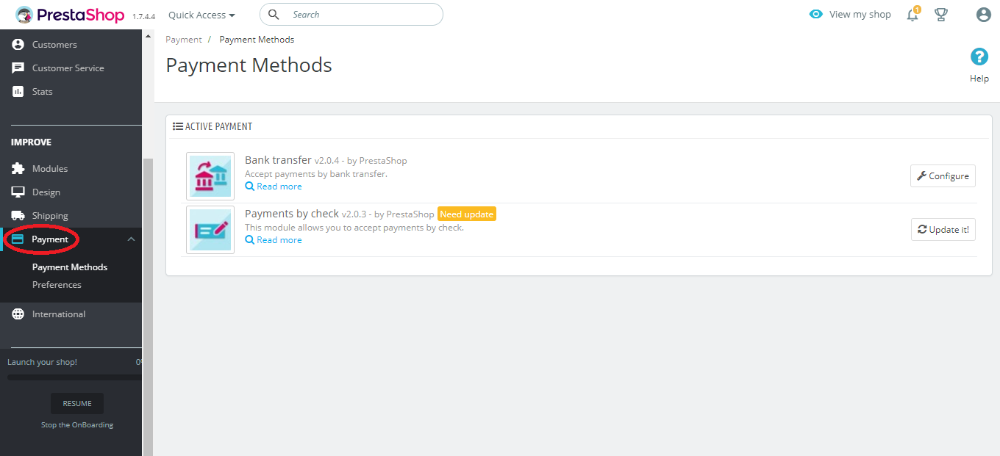 PrestaShop 1.7.4.4 Quick Access Search View my shop 1
Customers
Customer Service
Stats
IMPROVE
Modules
Design
Shipping
Payment
Payment Methods
Preferences
International
Launch your shop! 0%
RESUME
Stop the OnBoarding
Payment / Payment Methods
Payment Methods
? Help
ACTIVE PAYMENT
Bank transfer v2.0.4 - by PrestaShop
Accept payments by bank transfer.
Read more
Configure
Payments by check v2.0.3 - by PrestaShop Need update
This module allows you to accept payments by check.
Read more
Update it!